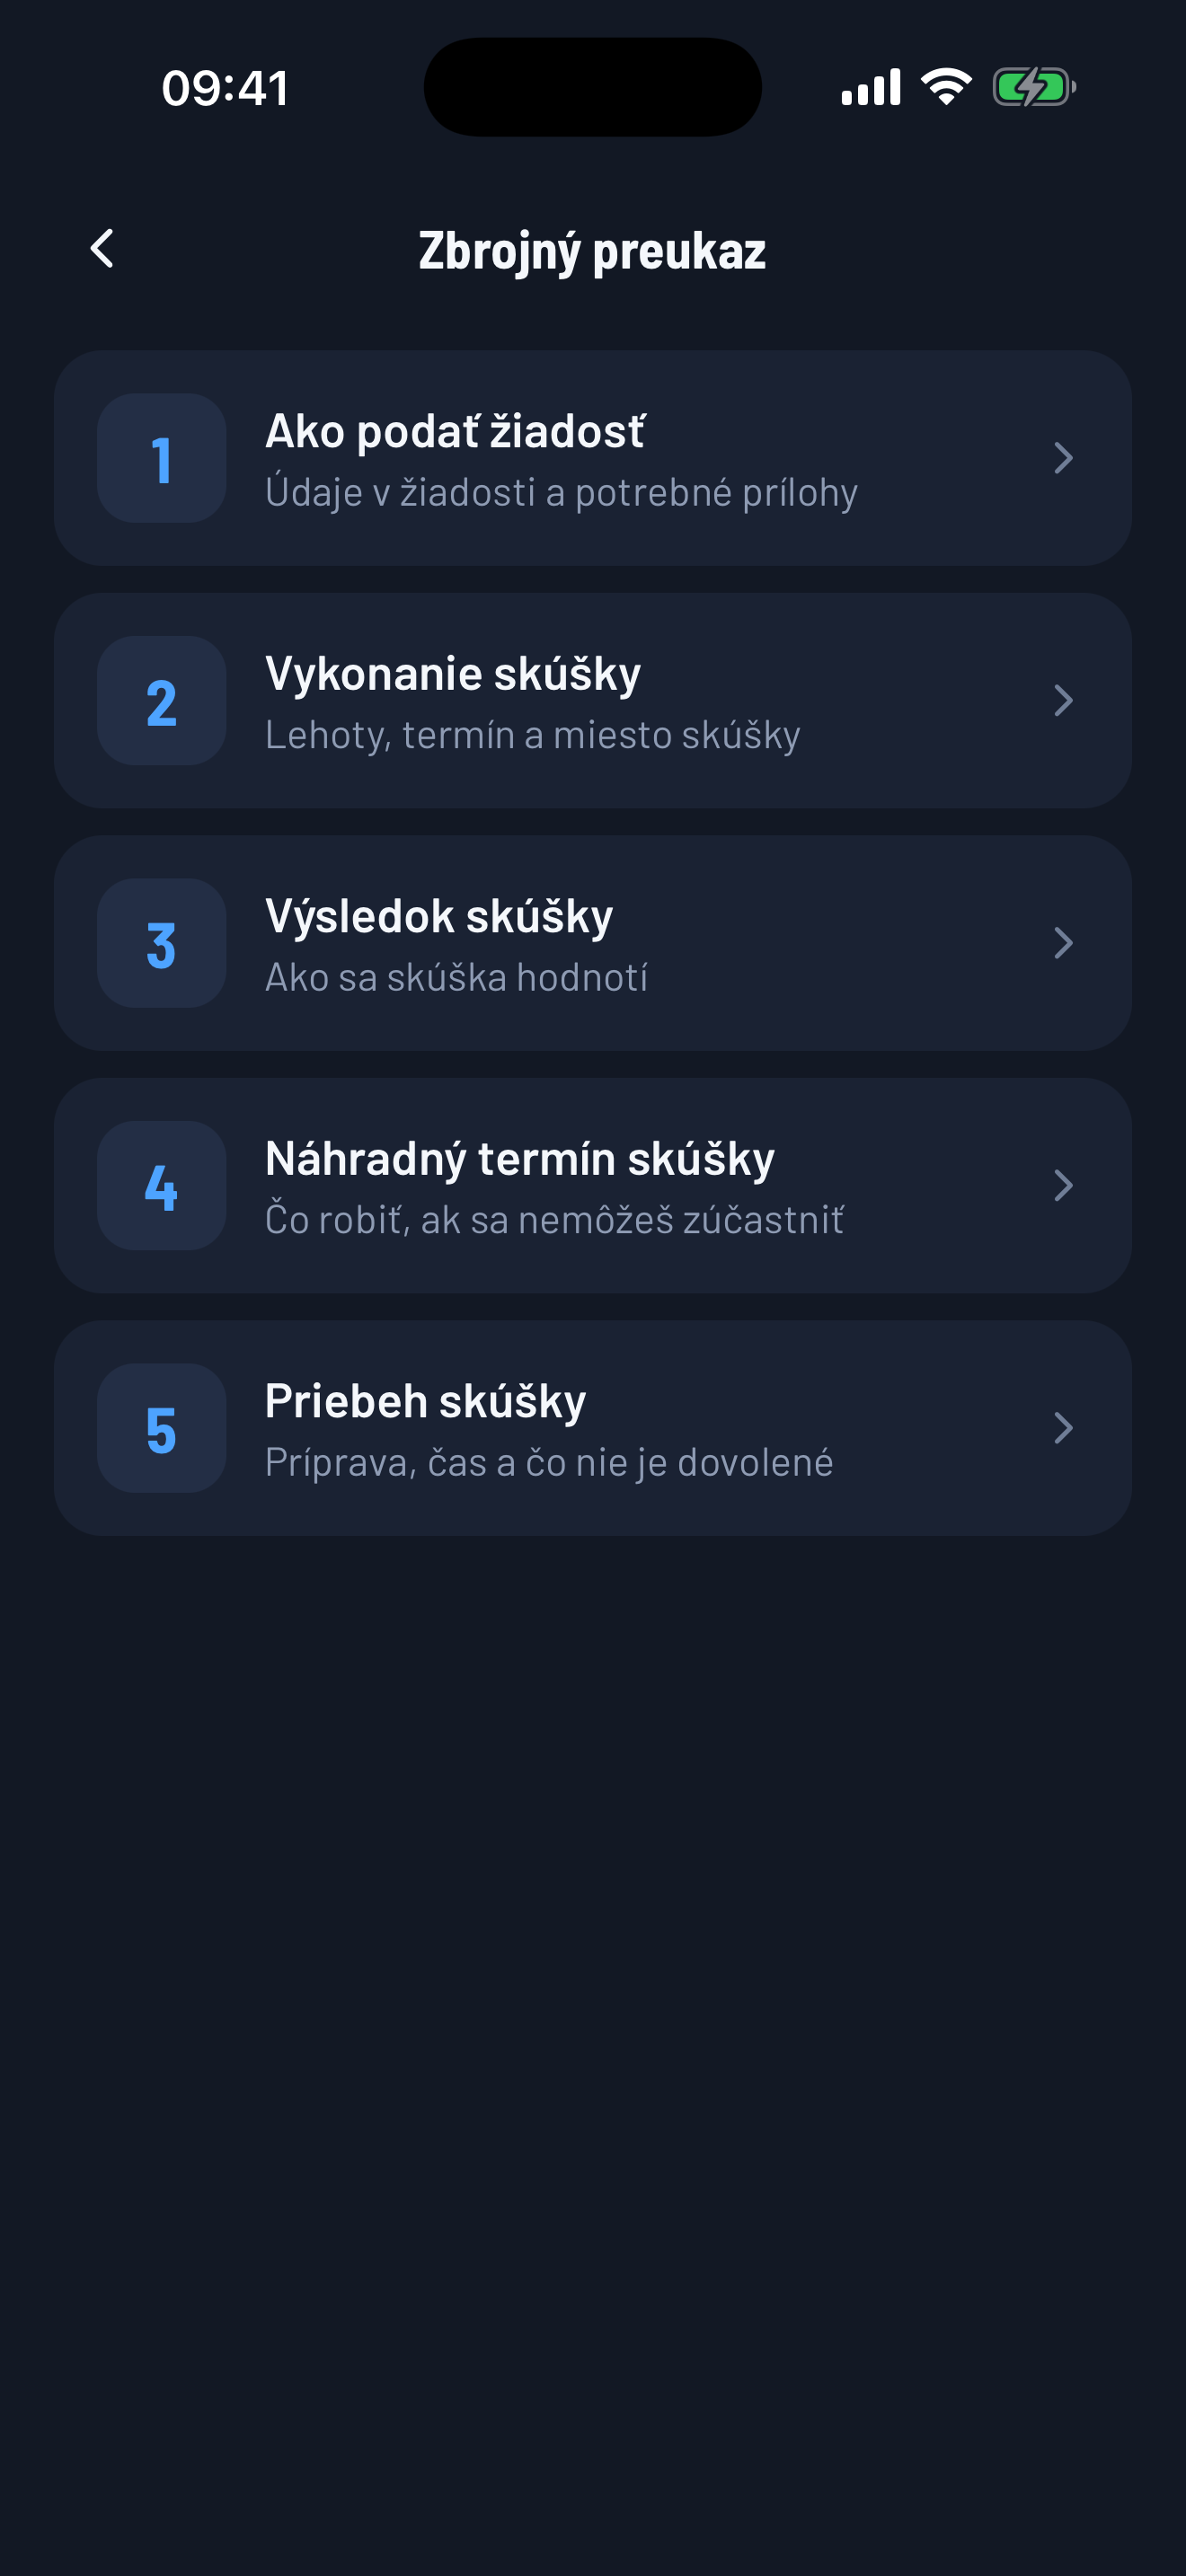 09:41
Zbrojný preukaz
1
Ako podať žiadosť
Údaje v žiadosti a potrebné prílohy
2
Vykonanie skúšky
Lehoty, termín a miesto skúšky
3
Výsledok skúšky
Ako sa skúška hodnotí
4
Náhradný termín skúšky
Čo robiť, ak sa nemôžeš zúčastniť
5
Priebeh skúšky
Príprava, čas a čo nie je dovolené